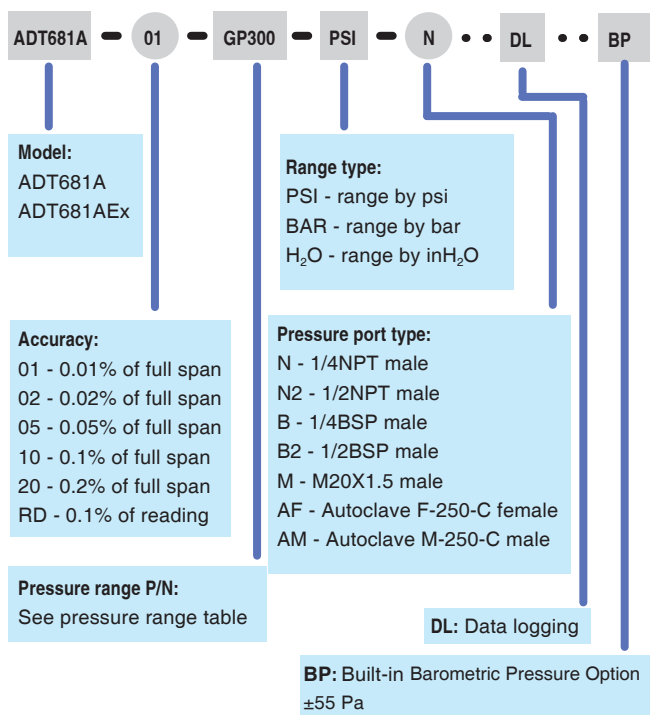 ADT681A - 01 - GP300 - PSI - N · · DL · · BP
Model:
ADT681A
ADT681AEx
Range type:
PSI - range by psi
BAR - range by bar
H₂O - range by inH₂O
Accuracy:
01 - 0.01% of full span
02 - 0.02% of full span
05 - 0.05% of full span
10 - 0.1% of full span
20 - 0.2% of full span
RD - 0.1% of reading
Pressure port type:
N - 1/4NPT male
N2 - 1/2NPT male
B - 1/4BSP male
B2 - 1/2BSP male
M - M20X1.5 male
AF - Autoclave F-250-C female
AM - Autoclave M-250-C male
Pressure range P/N:
See pressure range table
DL: Data logging
BP: Built-in Barometric Pressure Option
±55 Pa